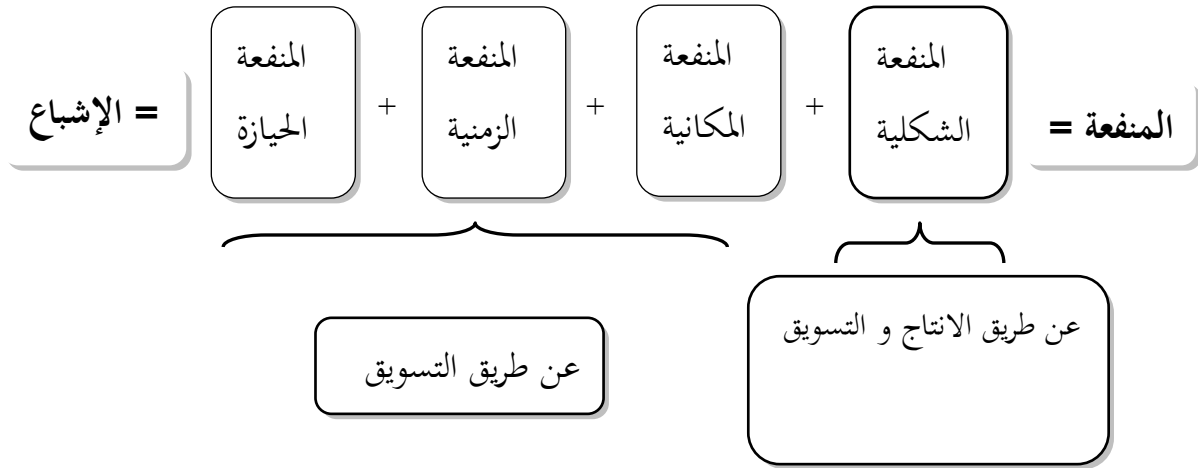 المنفعة =
المنفعة
الشكلية
+
المنفعة
المكانية
+
المنفعة
الزمنية
+
المنفعة
الحيازة
= الإشباع
عن طريق الانتاج و التسويق
عن طريق التسويق